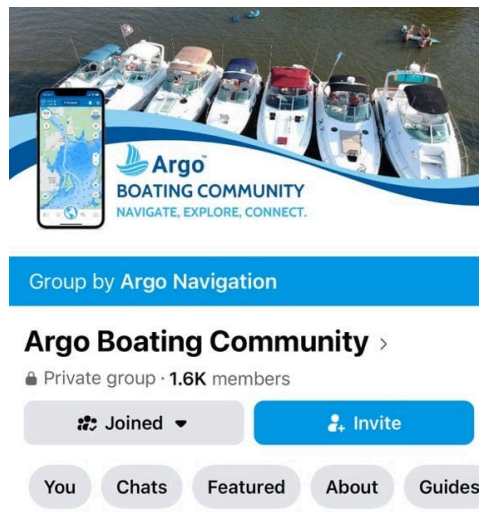 Argo™
BOATING COMMUNITY
NAVIGATE, EXPLORE, CONNECT.
Group by Argo Navigation
Argo Boating Community >
Private group · 1.6K members
Joined
Invite
You
Chats
Featured
About
Guides